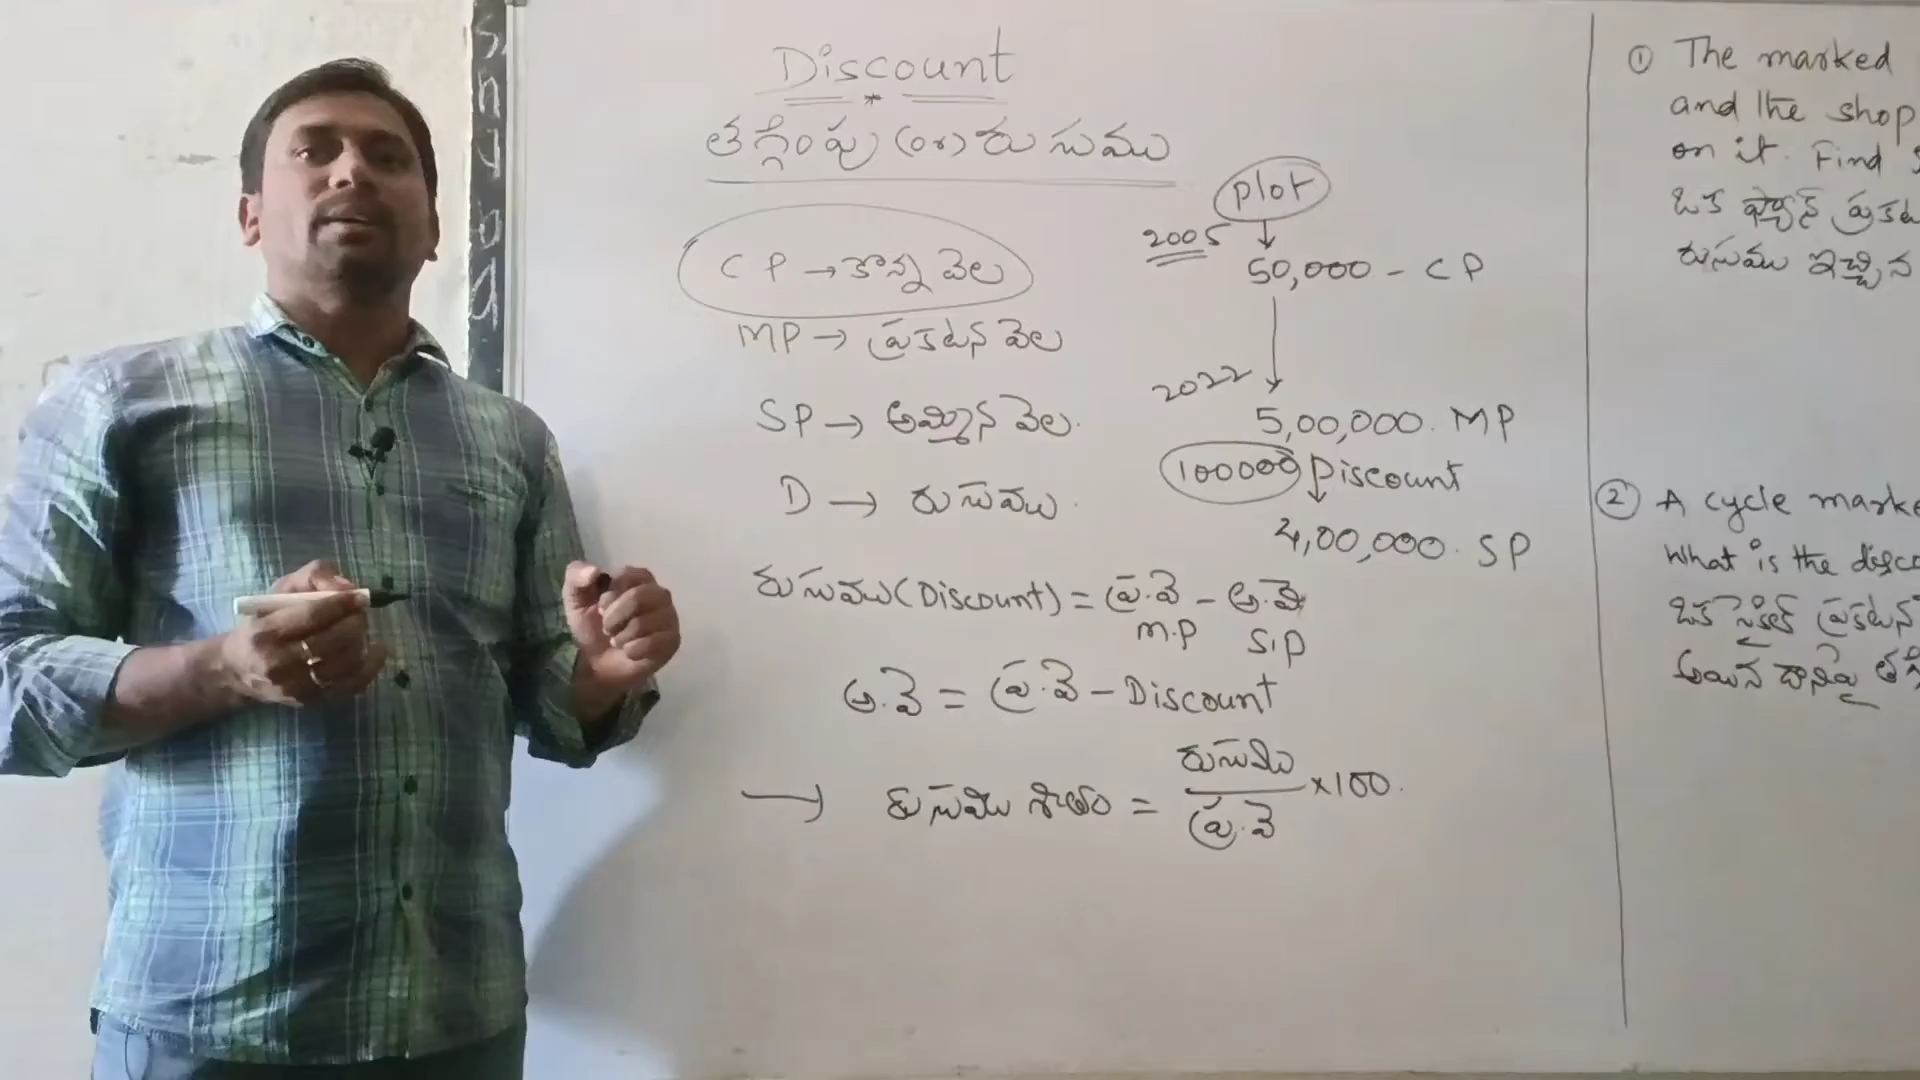 Discount
తగ్గింపు (or) రుసుము
CP → కొన్న వెల
MP → ప్రకటన వెల
SP → అమ్మిన వెల.
D → రుసుము.
రుసుము (Discount) = ప్ర.వె - అ.వె
M.P
S.P
అ.వె = ప్ర.వె - Discount
→ రుసుము శాతం = రుసుము / ప్ర.వె ×100.
plot
2005 ↓
50,000 - CP
2022
5,00,000. MP
100000 Discount
4,00,000. SP
① The marked
and the shop
on it. Find
ఒక ఫ్యాన్ ప్రకట
రుసుము ఇచ్చిన
② A cycle marke
What is the disco
ఒక సైకిల్ ప్రకటన
అయిన దానిపై తగ్గ